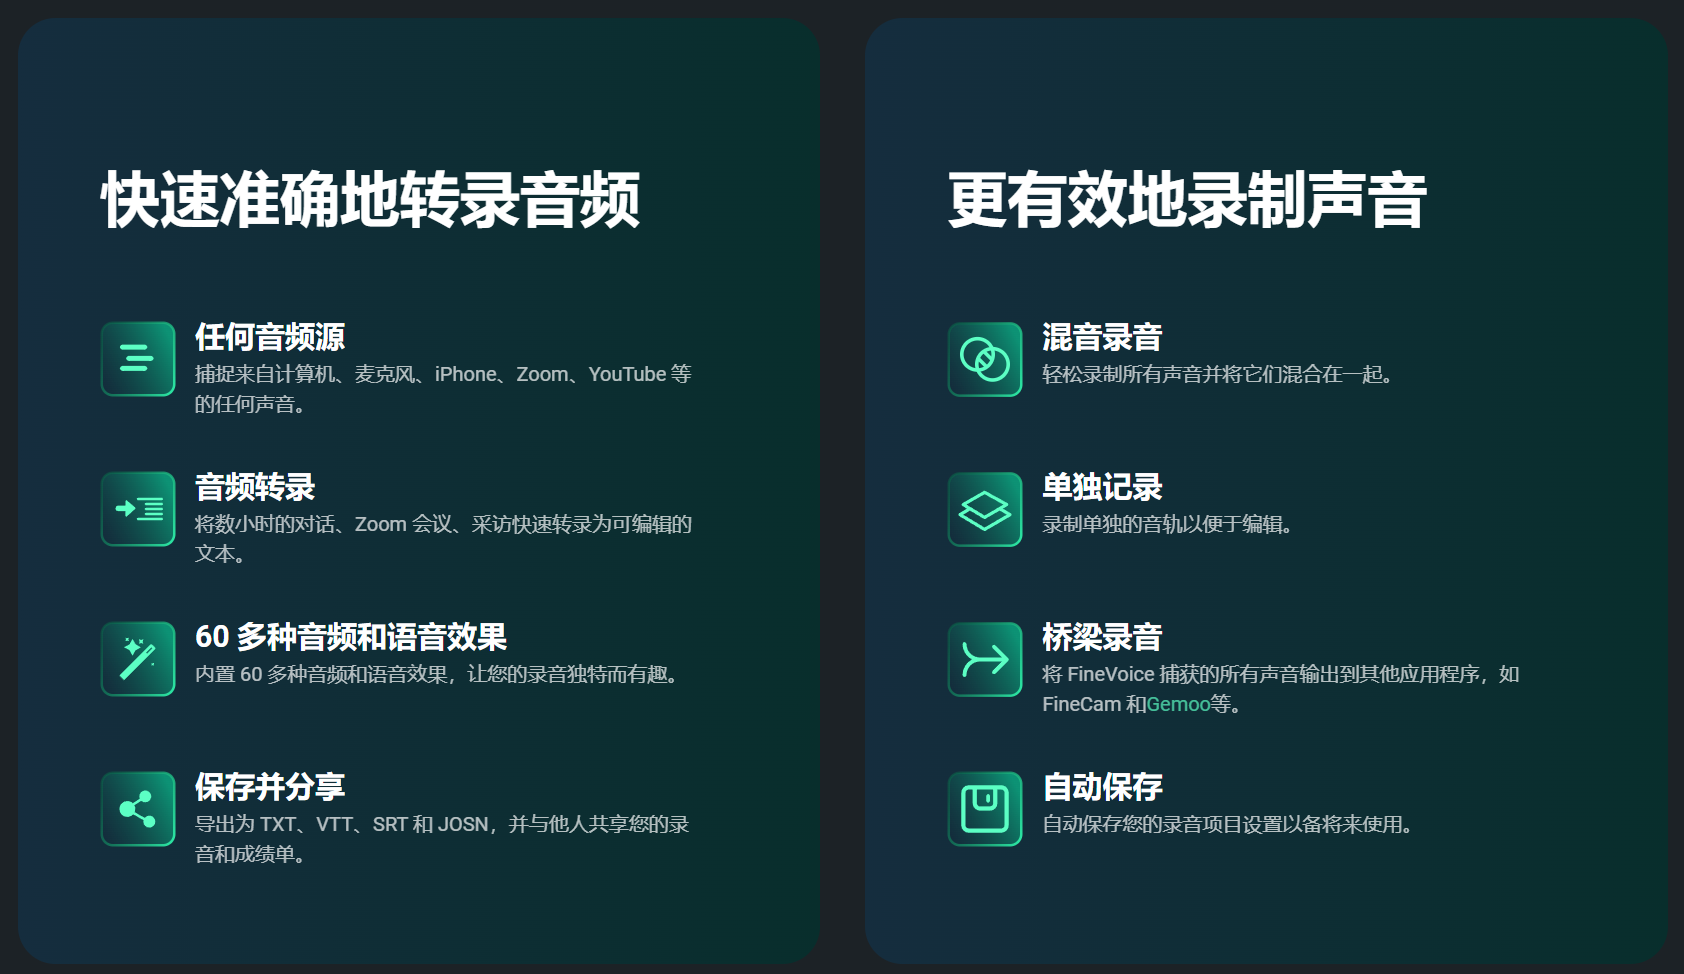 快速准确地转录音频
任何音频源
捕捉来自计算机、麦克风、iPhone、Zoom、YouTube 等
的任何声音。
音频转录
将数小时的对话、Zoom 会议、采访快速转录为可编辑的
文本。
60 多种音频和语音效果
内置 60 多种音频和语音效果，让您的录音独特而有趣。
保存并分享
导出为 TXT、VTT、SRT 和 JOSN，并与他人共享您的录
音和成绩单。
更有效地录制声音
混音录音
轻松录制所有声音并将它们混合在一起。
单独记录
录制单独的音轨以便于编辑。
桥梁录音
将 FineVoice 捕获的所有声音输出到其他应用程序，如
FineCam 和Gemoo等。
自动保存
自动保存您的录音项目设置以备将来使用。